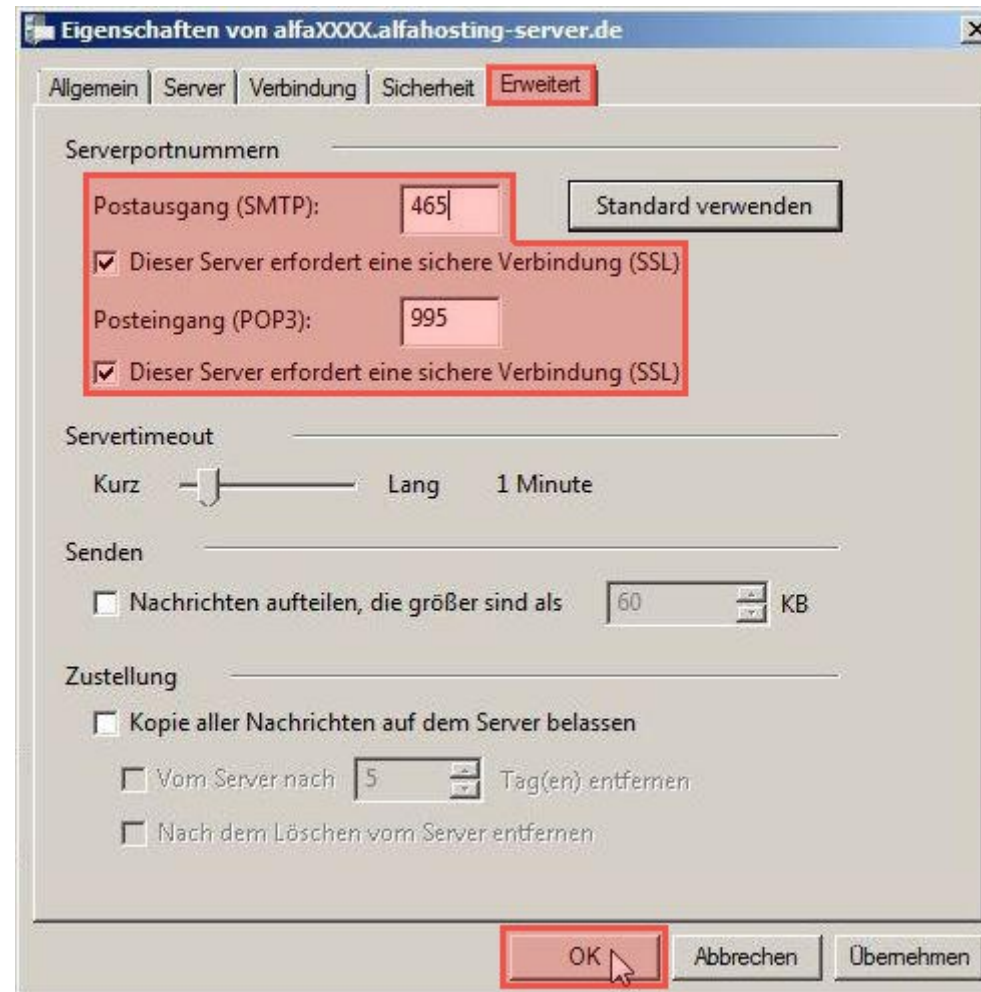 Eigenschaften von alfaXXXX.alfahosting-server.de
Allgemein Server Verbindung Sicherheit Erweitert
Serverportnummern
Postausgang (SMTP): 465 Standard verwenden
Dieser Server erfordert eine sichere Verbindung (SSL)
Posteingang (POP3): 995
Dieser Server erfordert eine sichere Verbindung (SSL)
Servertimeout
Kurz Lang 1 Minute
Senden
Nachrichten aufteilen, die größer sind als 60 KB
Zustellung
Kopie aller Nachrichten auf dem Server belassen
Vom Server nach 5 Tag(en) entfernen
Nach dem Löschen vom Server entfernen
OK Abbrechen Übernehmen